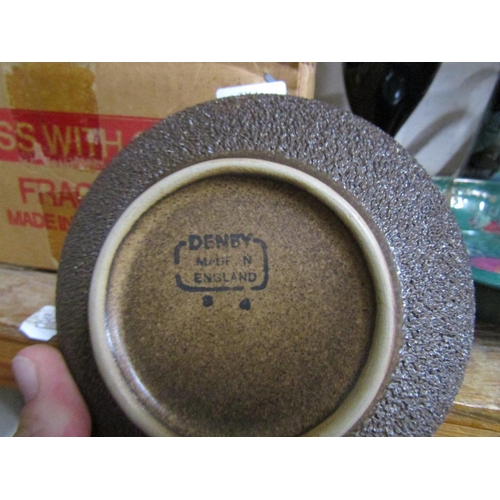 SS WITH
FRAG
MADE IN
DENBY
MADE IN
ENGLAND